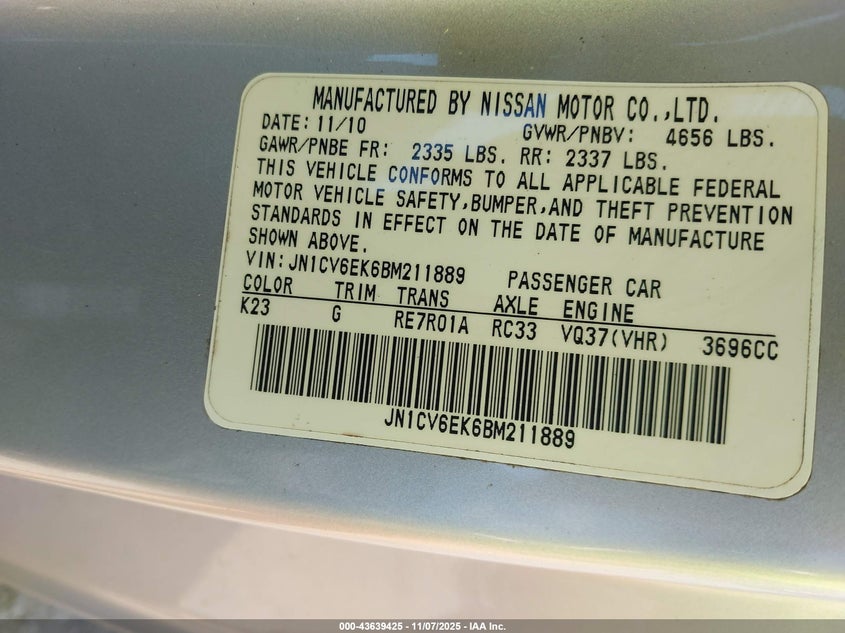 MANUFACTURED BY NISSAN MOTOR CO.,LTD.
DATE: 11/10 GVWR/PNBV: 4656 LBS.
GAWR/PNBE FR: 2335 LBS. RR: 2337 LBS.
THIS VEHICLE CONFORMS TO ALL APPLICABLE FEDERAL
MOTOR VEHICLE SAFETY,BUMPER,AND THEFT PREVENTION
STANDARDS IN EFFECT ON THE DATE OF MANUFACTURE
SHOWN ABOVE.
VIN: JN1CV6EK6BM211889 PASSENGER CAR
COLOR TRIM TRANS AXLE ENGINE
K23 G RE7R01A RC33 VQ37(VHR) 3696CC
JN1CV6EK6BM211889
000-43639425 - 11/07/2025 - IAA Inc.